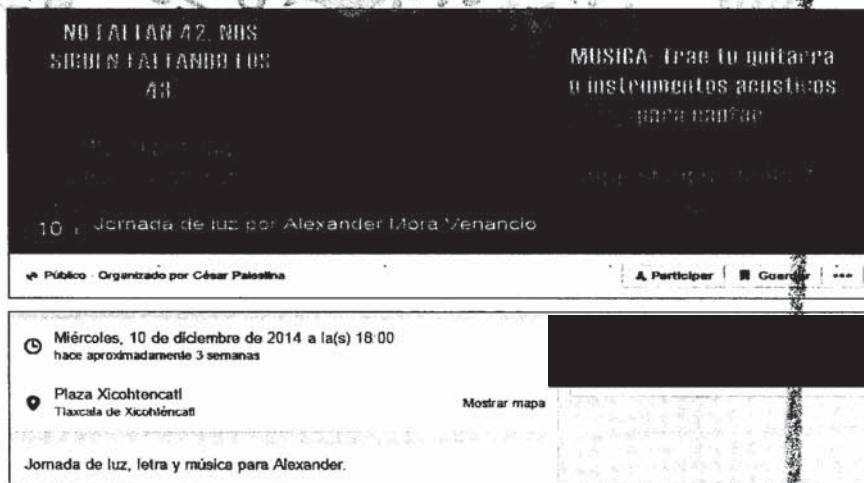 NO FALTAN 42. NOS
SIGUEN FALTANDO LOS
43
MUSICA- Trae tu guitarra
o instrumentos acusticos
para cantar
10 Jornada de luz por Alexander Mora Venancio
Público · Organizado por César Palestina
Participar
Guardar
Miércoles, 10 de diciembre de 2014 a la(s) 18:00
hace aproximadamente 3 semanas
Plaza Xicohtencatl
Tlaxcala de Xicohténcatl
Mostrar mapa
Jornada de luz, letra y música para Alexander.